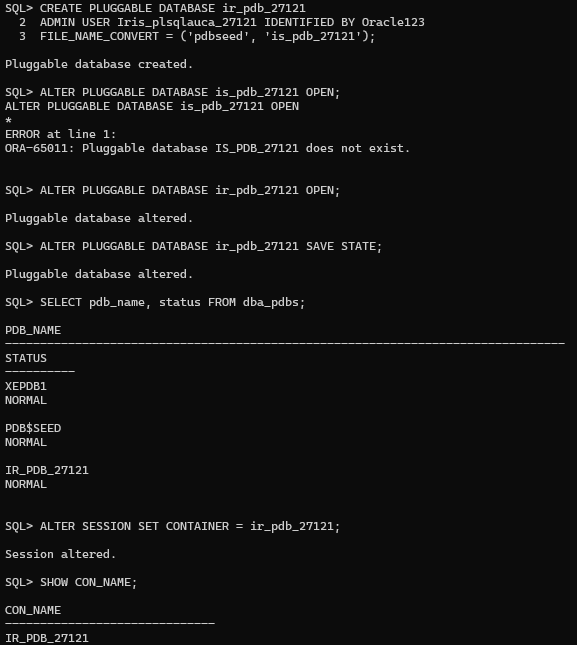 SQL> CREATE PLUGGABLE DATABASE ir_pdb_27121
  2  ADMIN USER Iris_plsqlauca_27121 IDENTIFIED BY Oracle123
  3  FILE_NAME_CONVERT = ('pdbseed', 'is_pdb_27121');
Pluggable database created.
SQL> ALTER PLUGGABLE DATABASE is_pdb_27121 OPEN;
ALTER PLUGGABLE DATABASE is_pdb_27121 OPEN
*
ERROR at line 1:
ORA-65011: Pluggable database IS_PDB_27121 does not exist.
SQL> ALTER PLUGGABLE DATABASE ir_pdb_27121 OPEN;
Pluggable database altered.
SQL> ALTER PLUGGABLE DATABASE ir_pdb_27121 SAVE STATE;
Pluggable database altered.
SQL> SELECT pdb_name, status FROM dba_pdbs;
PDB_NAME
--------------------------------------------------------------------------------
STATUS
----------
XEPDB1
NORMAL
PDB$SEED
NORMAL
IR_PDB_27121
NORMAL
SQL> ALTER SESSION SET CONTAINER = ir_pdb_27121;
Session altered.
SQL> SHOW CON_NAME;
CON_NAME
------------------------------
IR_PDB_27121